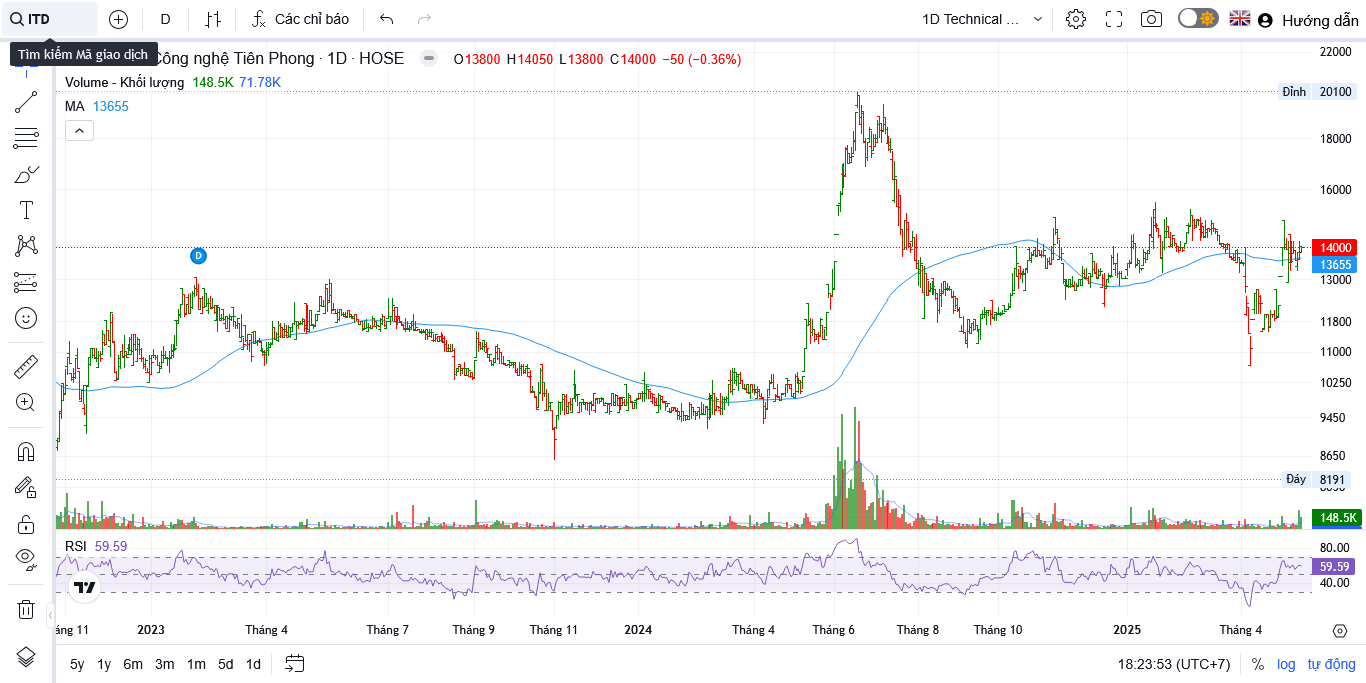 ITD
D
Các chỉ báo
1D Technical ...
Hướng dẫn
Tìm kiếm Mã giao dịch
Công nghệ Tiên Phong · 1D · HOSE
O13800 H14050 L13800 C14000 −50 (−0.36%)
Volume - Khối lượng 148.5K 71.78K
MA 13655
22000
Đỉnh 20100
18000
16000
D
14000
13655
13000
11800
11000
10250
9450
8650
Đáy 8191
148.5K
RSI 59.59
80.00
59.59
40.00
áng 11 2023 Tháng 4 Tháng 7 Tháng 9 Tháng 11 2024 Tháng 4 Tháng 6 Tháng 8 Tháng 10 2025 Tháng 4
5y 1y 6m 3m 1m 5d 1d
18:23:53 (UTC+7) % log tự động